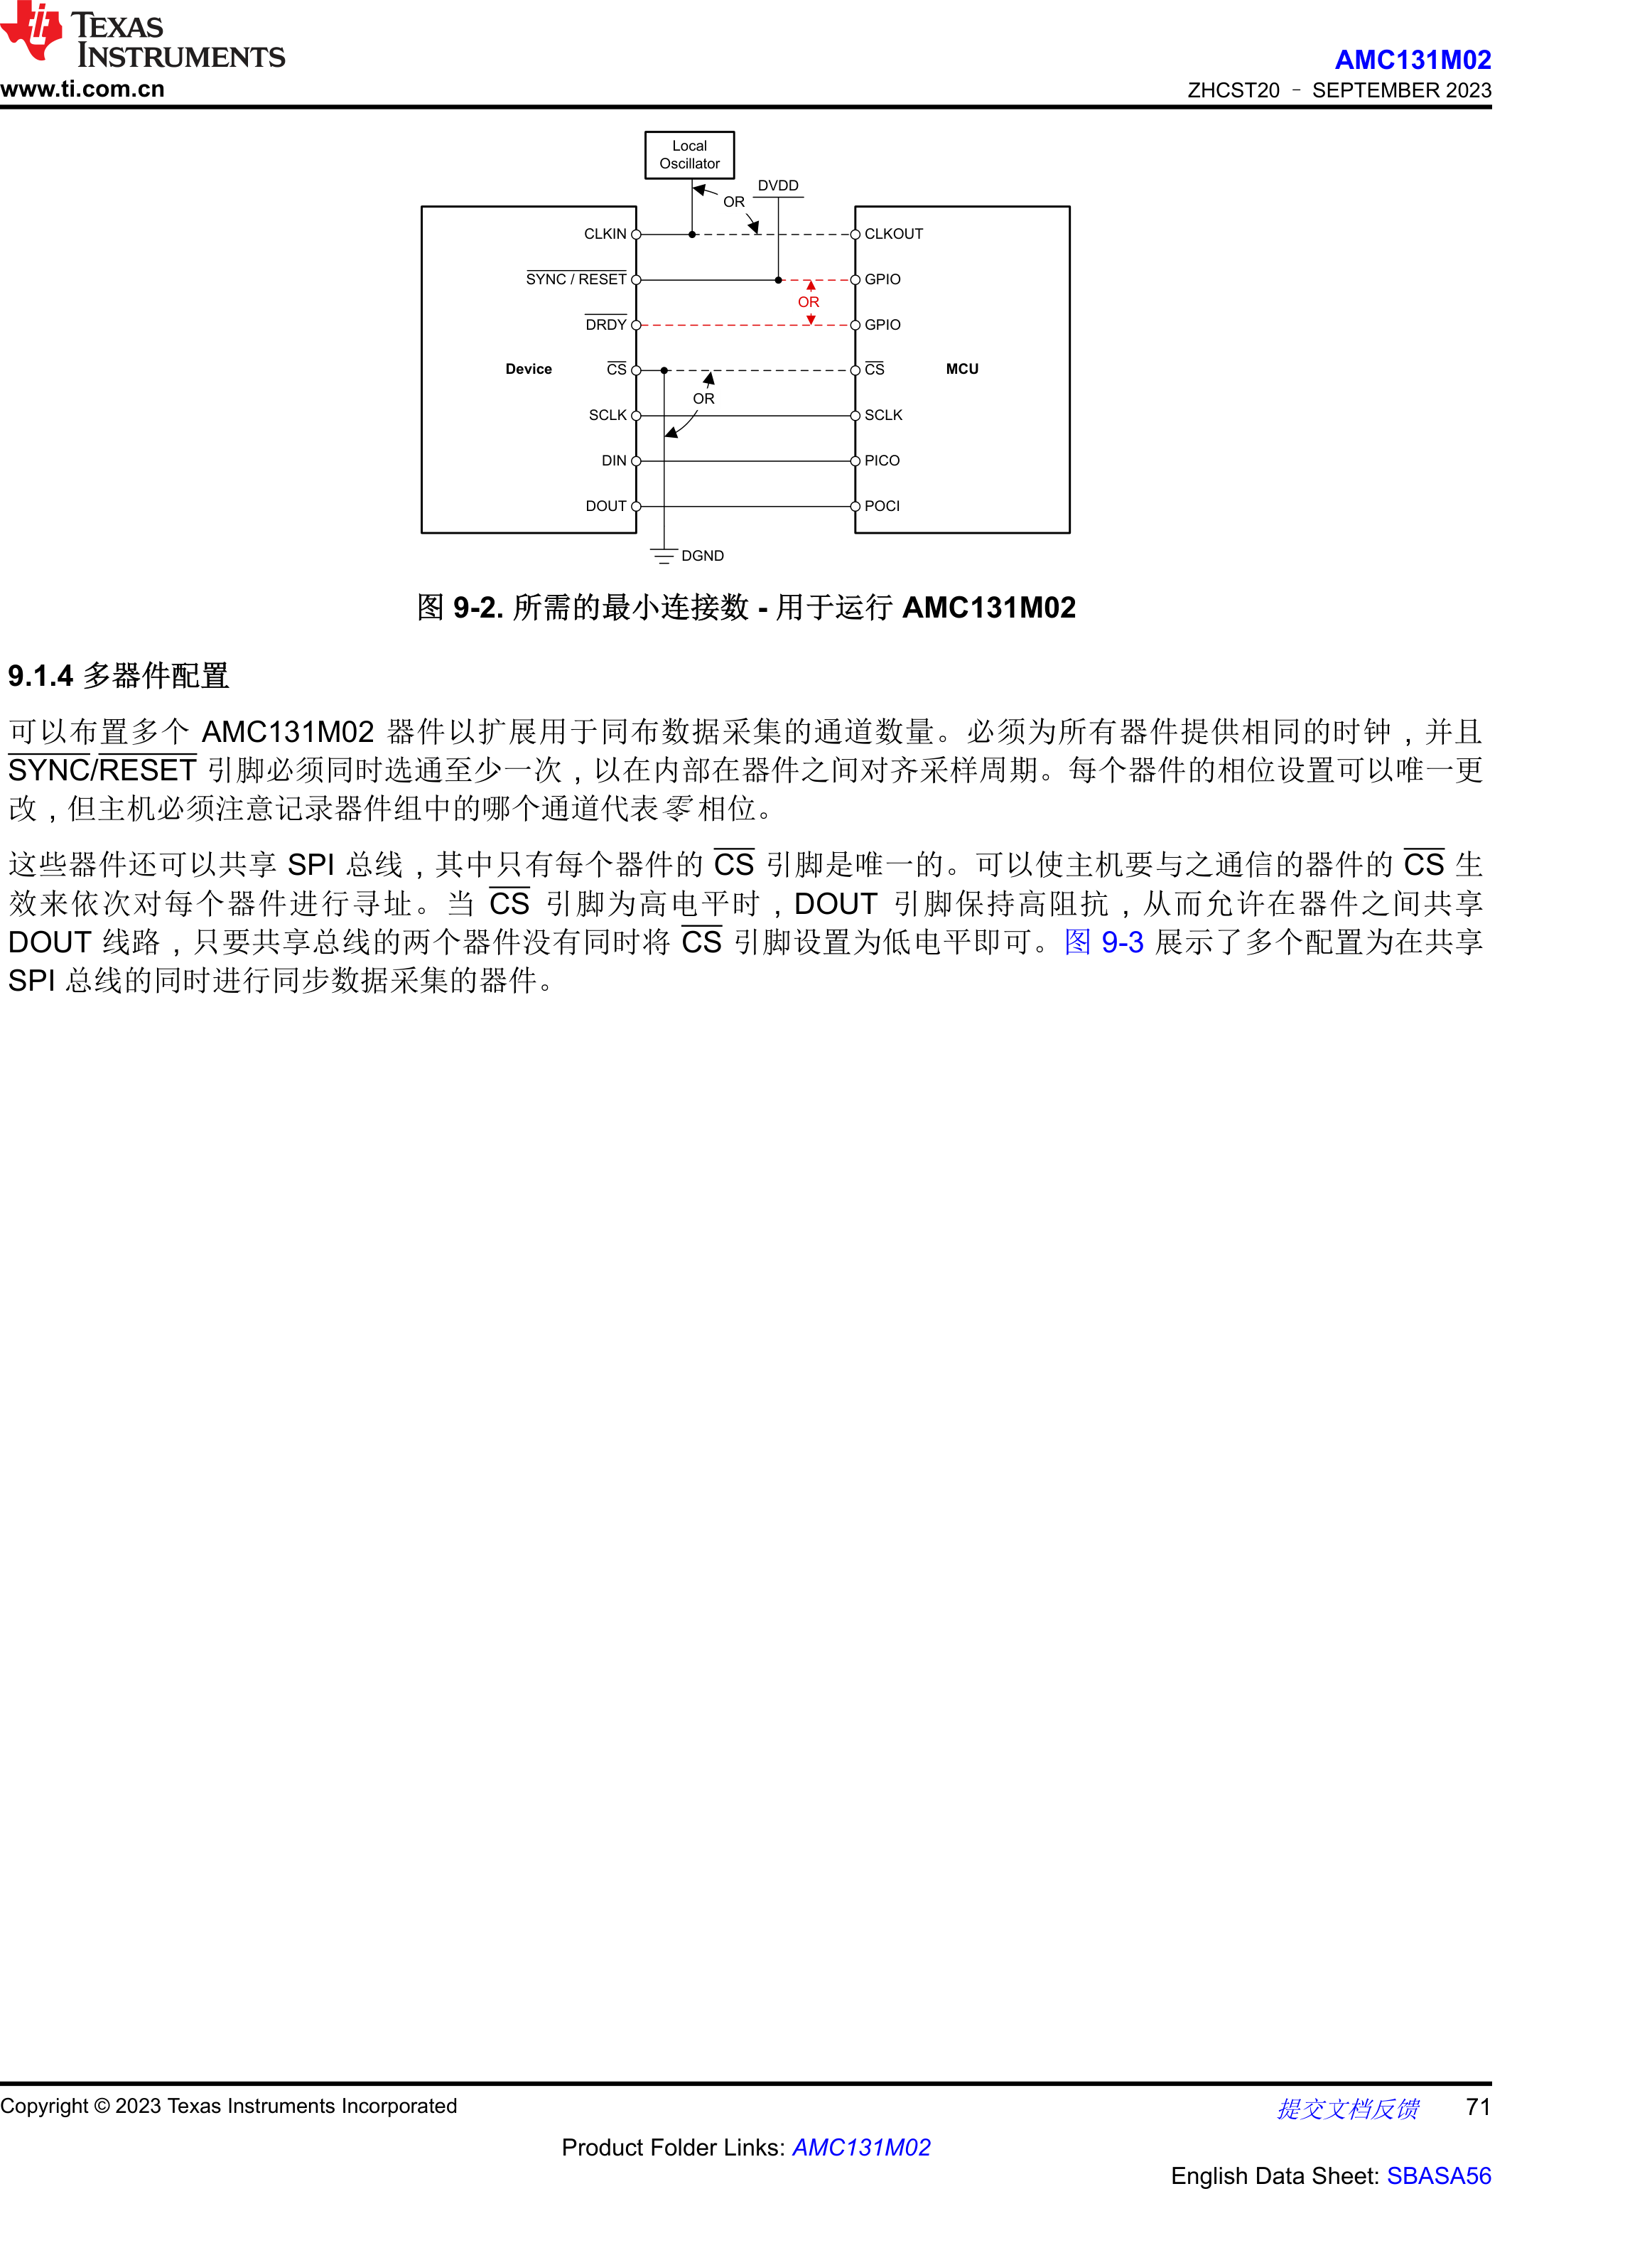 TEXAS
INSTRUMENTS
www.ti.com.cn
AMC131M02
ZHCST20 – SEPTEMBER 2023
Local
Oscillator
OR
DVDD
CLKIN
CLKOUT
SYNC / RESET
GPIO
OR
DRDY
GPIO
Device
CS
CS
MCU
OR
SCLK
SCLK
DIN
PICO
DOUT
POCI
DGND
图 9-2. 所需的最小连接数 - 用于运行 AMC131M02
9.1.4 多器件配置
可以布置多个 AMC131M02 器件以扩展用于同布数据采集的通道数量。必须为所有器件提供相同的时钟，并且
SYNC/RESET 引脚必须同时选通至少一次，以在内部在器件之间对齐采样周期。每个器件的相位设置可以唯一更
改，但主机必须注意记录器件组中的哪个通道代表零相位。
这些器件还可以共享 SPI 总线，其中只有每个器件的 CS 引脚是唯一的。可以使主机要与之通信的器件的 CS 生
效来依次对每个器件进行寻址。当 CS 引脚为高电平时，DOUT 引脚保持高阻抗，从而允许在器件之间共享
DOUT 线路，只要共享总线的两个器件没有同时将 CS 引脚设置为低电平即可。图 9-3 展示了多个配置为在共享
SPI 总线的同时进行同步数据采集的器件。
Copyright © 2023 Texas Instruments Incorporated
提交文档反馈 71
Product Folder Links: AMC131M02
English Data Sheet: SBASA56